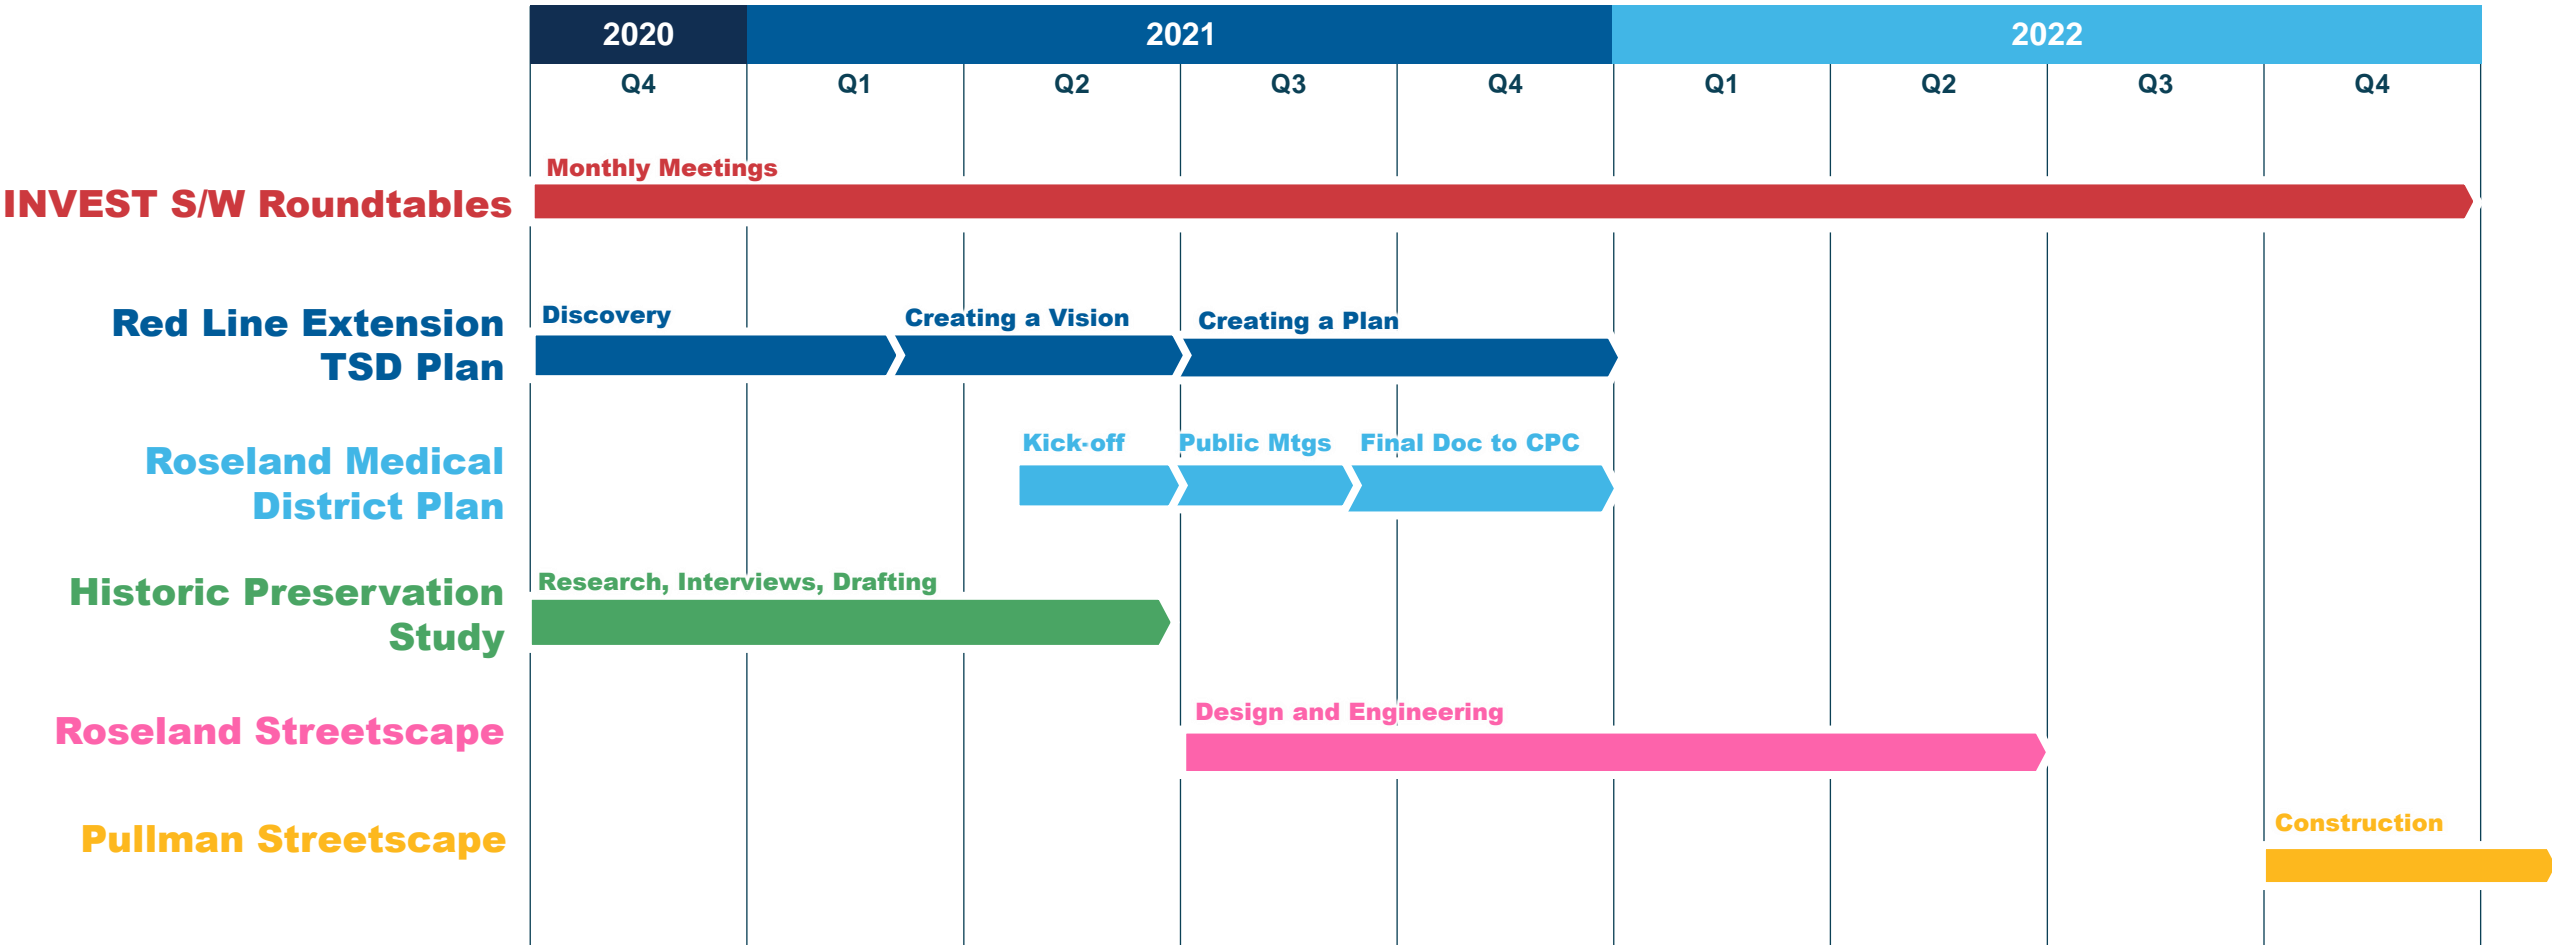 2020 2021 2022
Q4 Q1 Q2 Q3 Q4 Q1 Q2 Q3 Q4
Monthly Meetings
INVEST S/W Roundtables
Discovery Creating a Vision Creating a Plan
Red Line Extension
TSD Plan
Kick-off Public Mtgs Final Doc to CPC
Roseland Medical
District Plan
Research, Interviews, Drafting
Historic Preservation
Study
Design and Engineering
Roseland Streetscape
Construction
Pullman Streetscape